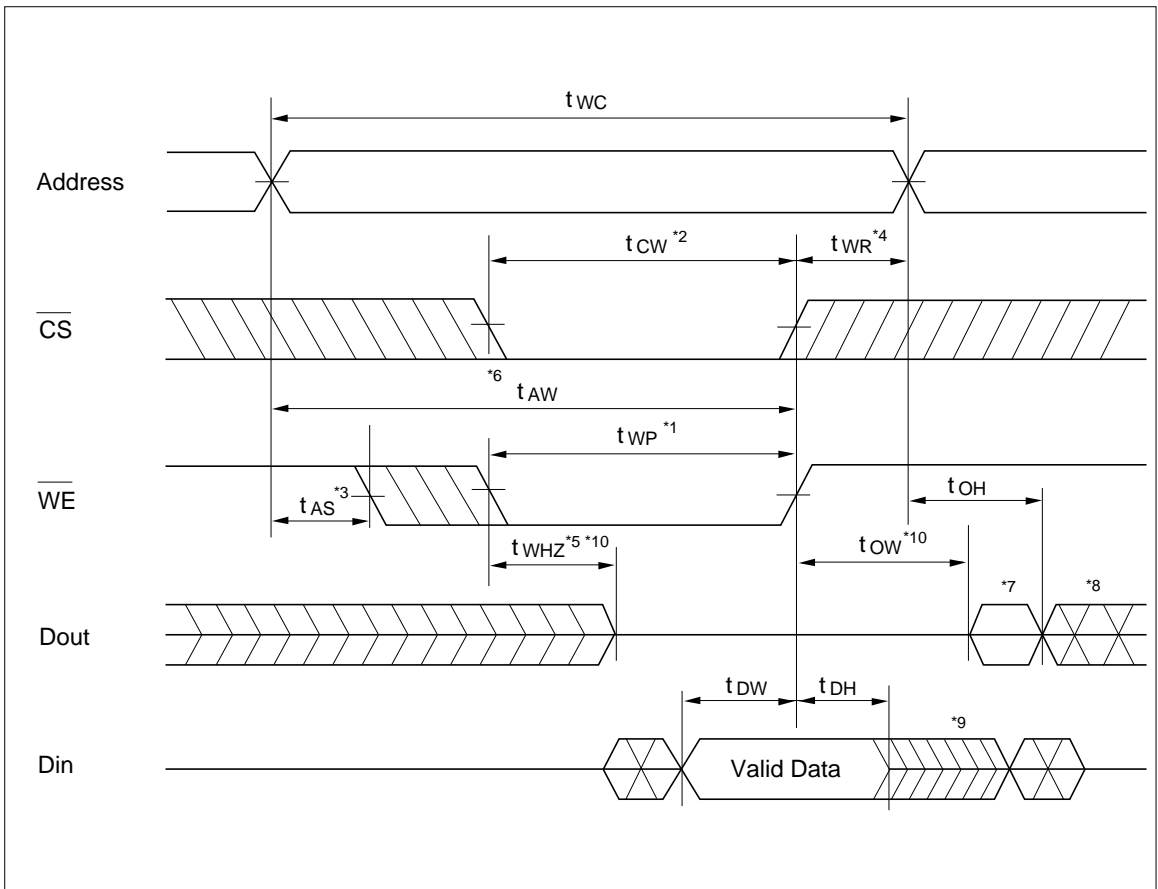 t WC
Address
t CW *2
t WR *4
CS
*6
t AW
t WP *1
WE
t AS *3
t OH
t WHZ *5 *10
t OW *10
*7
*8
Dout
t DW
t DH
*9
Din
Valid Data